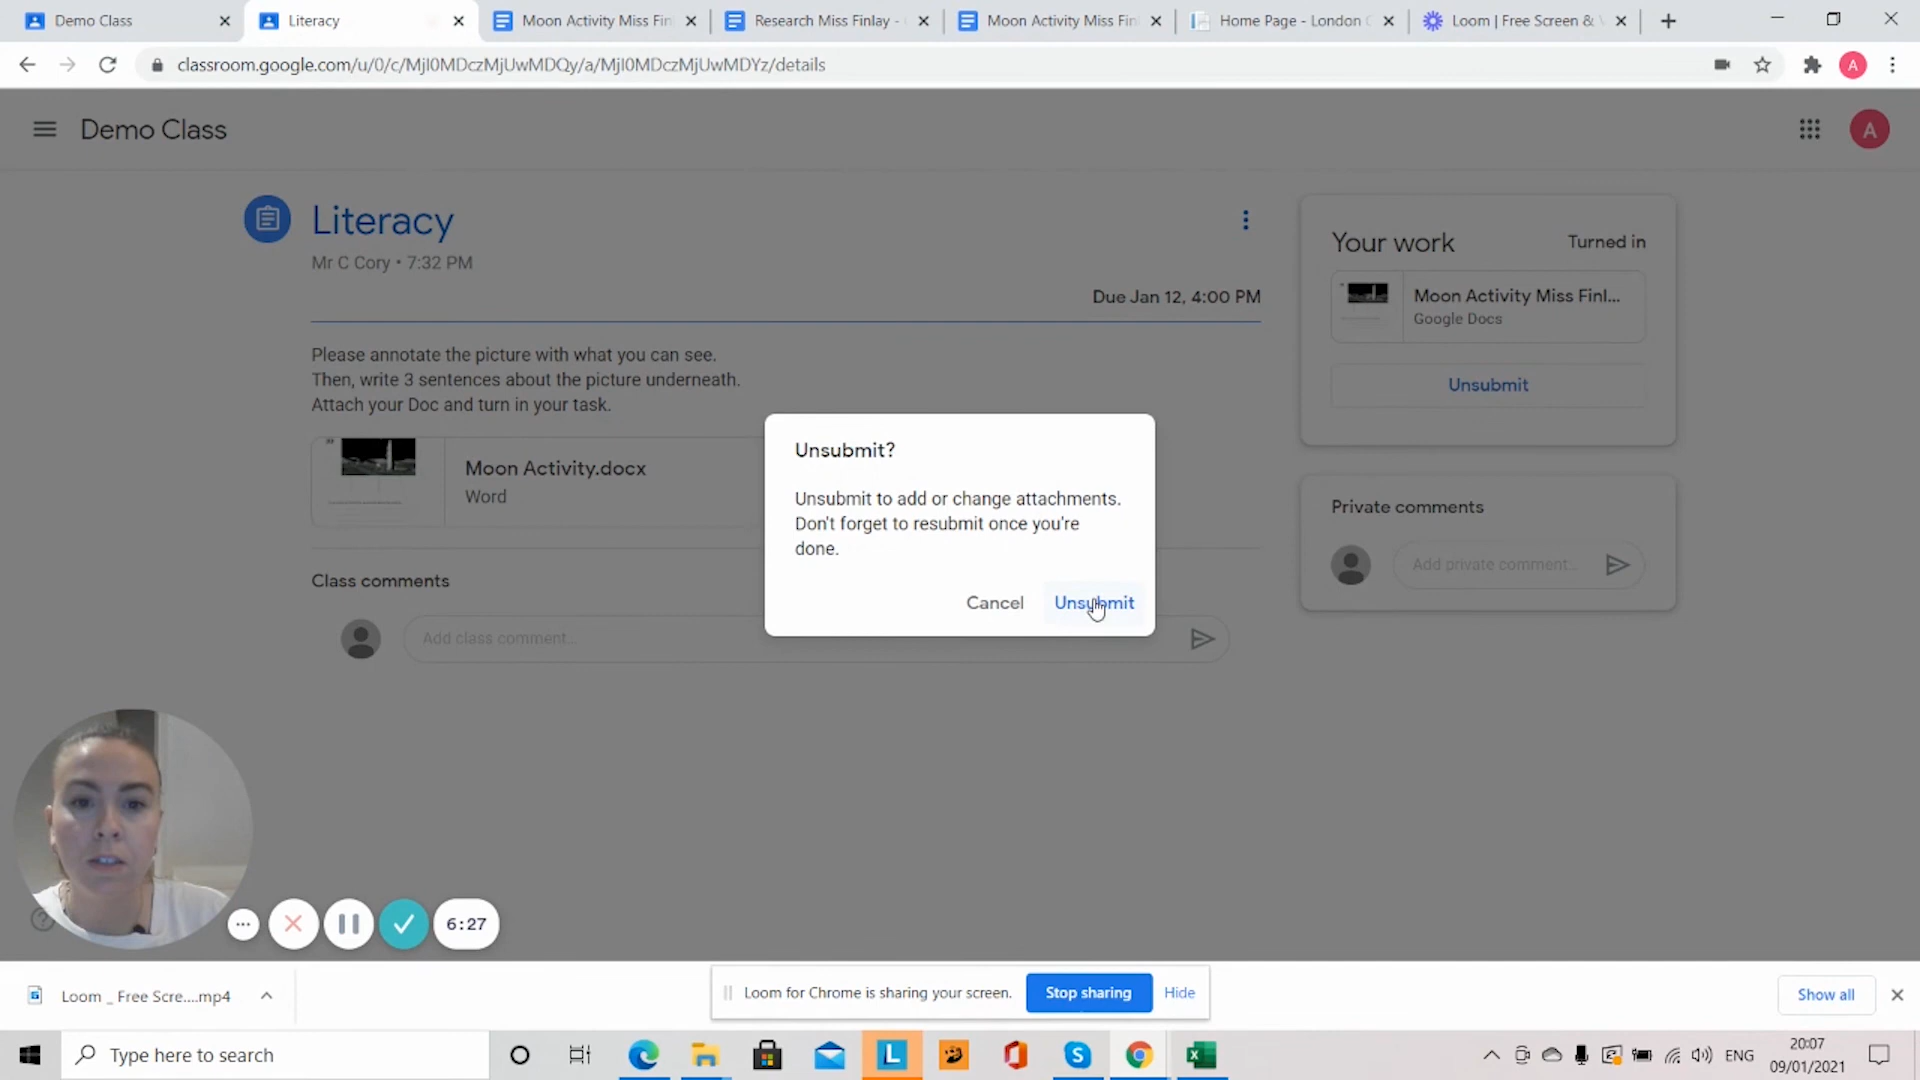 Demo Class
Literacy
Moon Activity Miss Fin
Research Miss Finlay -
Moon Activity Miss Fin
Home Page - London
Loom | Free Screen &
classroom.google.com/u/0/c/MjI0MDczMjUwMDQy/a/MjI0MDczMjUwMDYz/details
A
Demo Class
A
Literacy
Mr C Cory • 7:32 PM
Due Jan 12, 4:00 PM
Please annotate the picture with what you can see.
Then, write 3 sentences about the picture underneath.
Attach your Doc and turn in your task.
Moon Activity.docx
Word
Class comments
Add class comment...
Your work
Turned in
Moon Activity Miss Finl...
Google Docs
Unsubmit
Private comments
Add private comment...
Unsubmit?
Unsubmit to add or change attachments.
Don't forget to resubmit once you're
done.
Cancel
Unsubmit
6:27
Loom _ Free Scre....mp4
Loom for Chrome is sharing your screen.
Stop sharing
Hide
Show all
Type here to search
L
ENG
20:07
09/01/2021